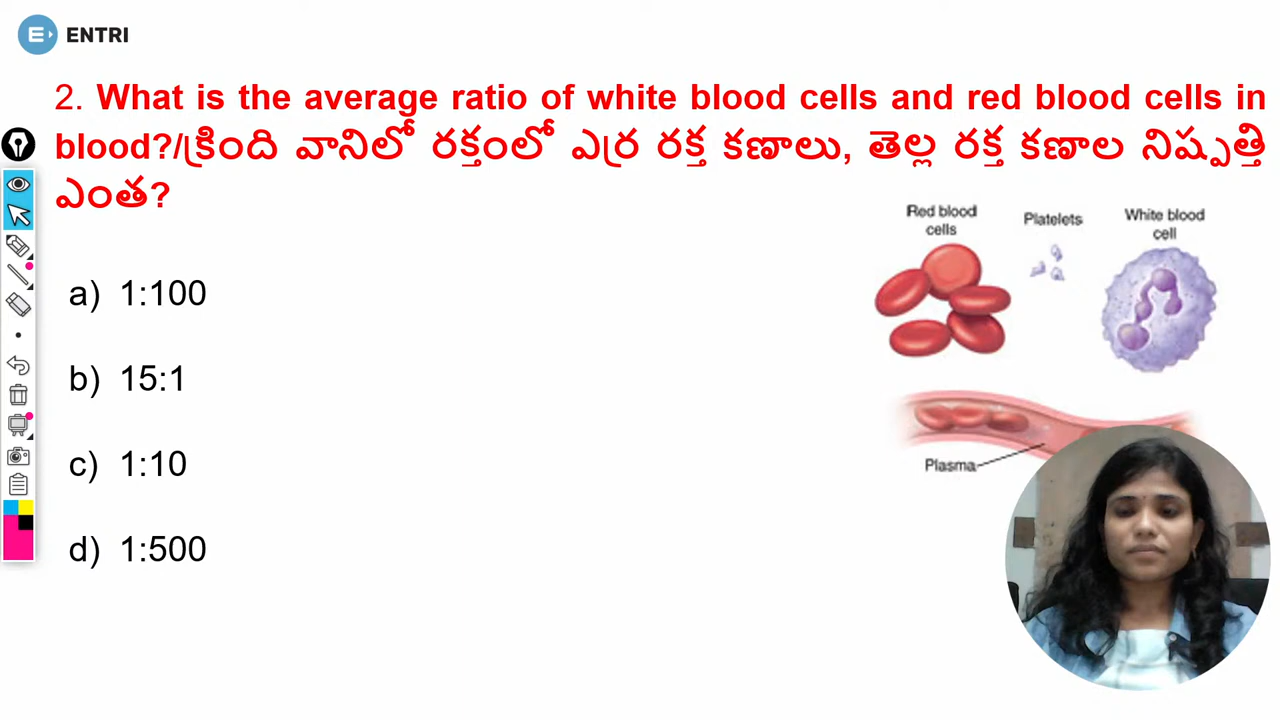 ENTRI
2. What is the average ratio of white blood cells and red blood cells in
blood?/క్రింది వానిలో రక్తంలో ఎర్ర రక్త కణాలు, తెల్ల రక్త కణాల నిష్పత్తి
ఎంత?
Red blood
cells
Platelets
White blood
cell
a) 1:100
b) 15:1
c) 1:10
Plasma
d) 1:500